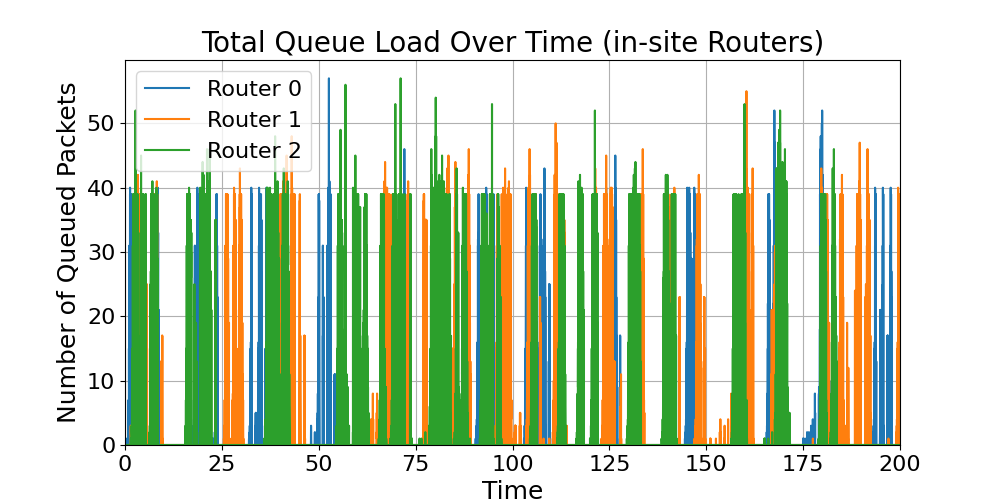 Total Queue Load Over Time (in-site Routers)
Number of Queued Packets
50
40
30
20
10
0
Router 0
Router 1
Router 2
0 25 50 75 100 125 150 175 200
Time